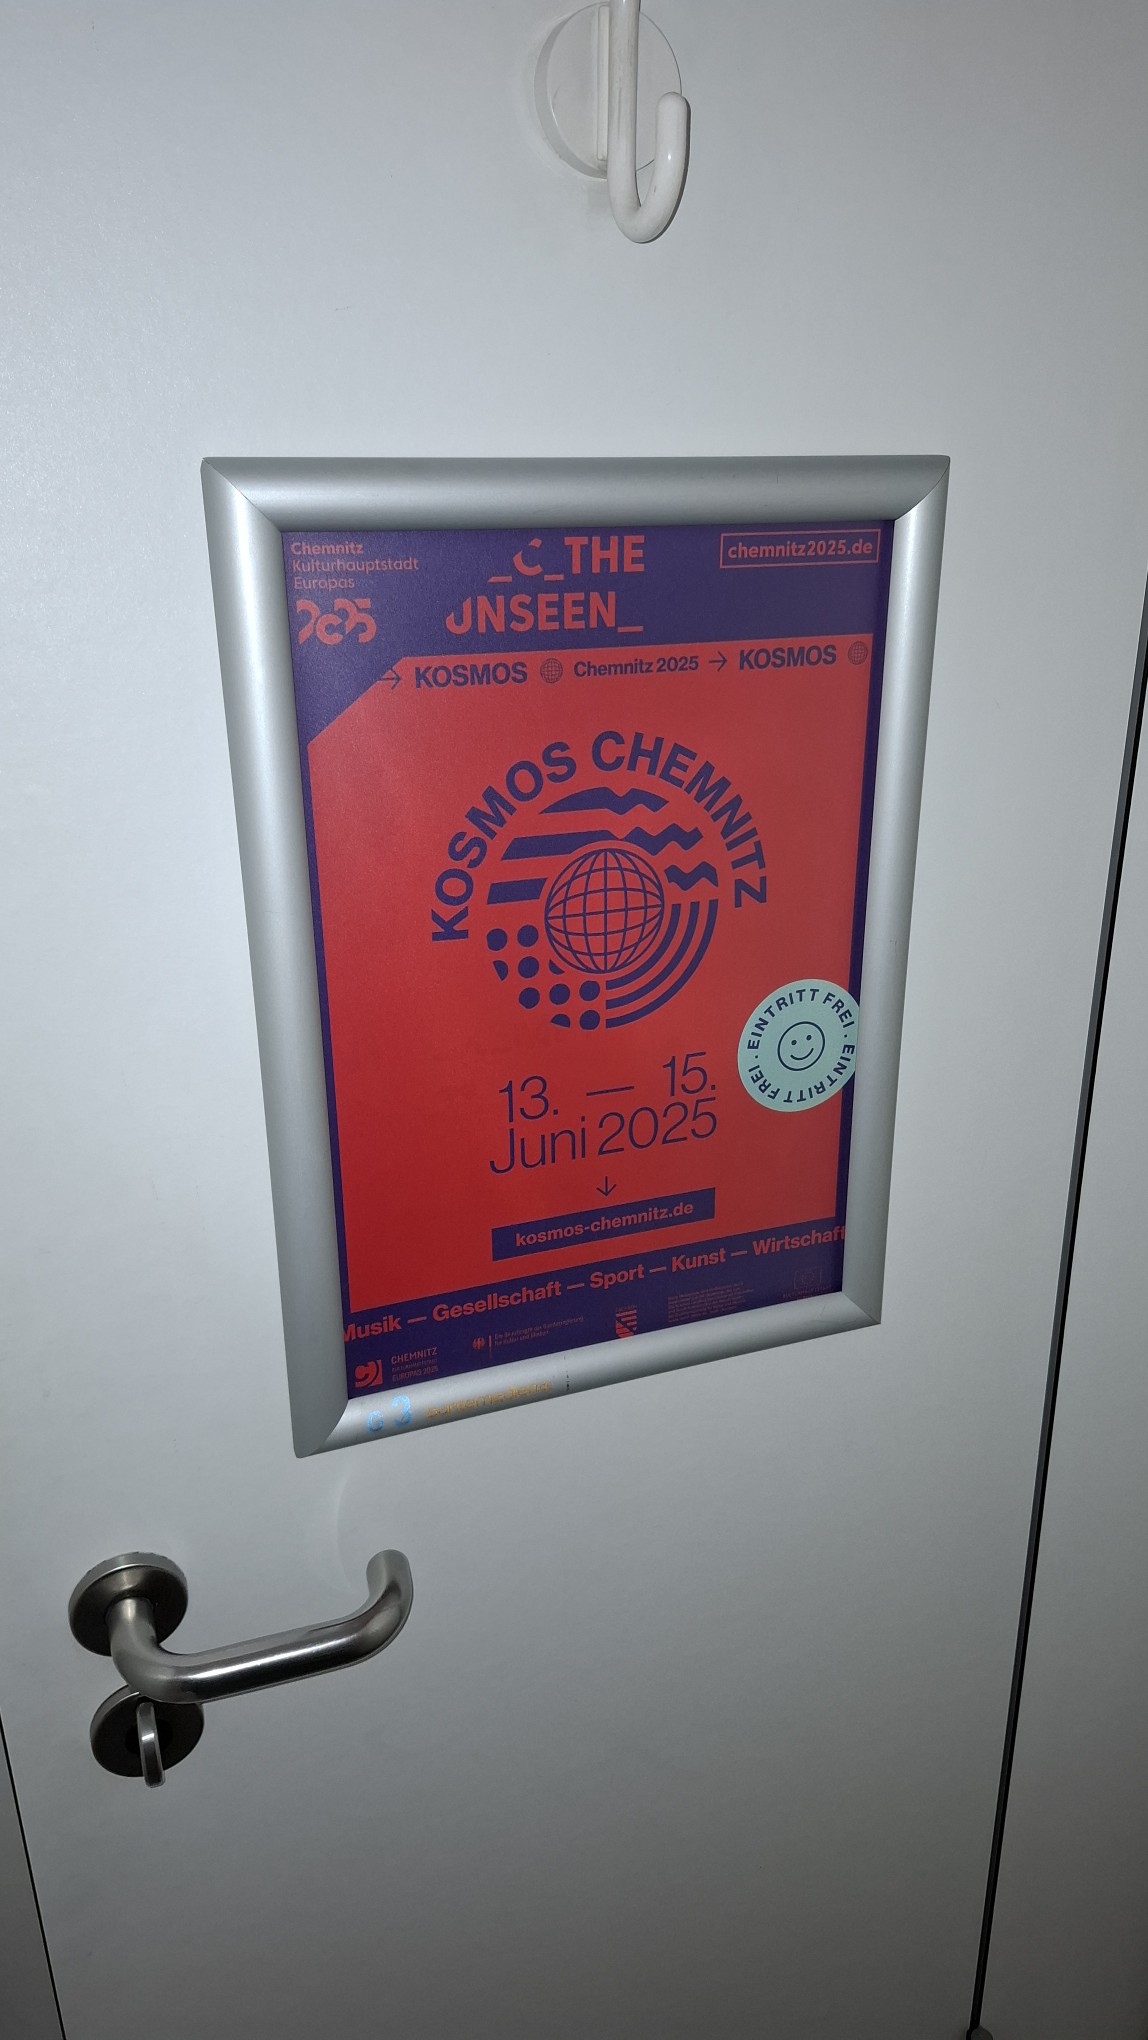 Chemnitz
Kulturhauptstadt
Europas
2025
_C_THE
UNSEEN_
chemnitz2025.de
→ KOSMOS Chemnitz 2025 → KOSMOS
KOSMOS CHEMNITZ
EINTRITT FREI · EINTRITT FREI ·
13. — 15.
Juni 2025
↓
kosmos-chemnitz.de
Musik — Gesellschaft — Sport — Kunst — Wirtschaft
CHEMNITZ
EUROPAS 2025